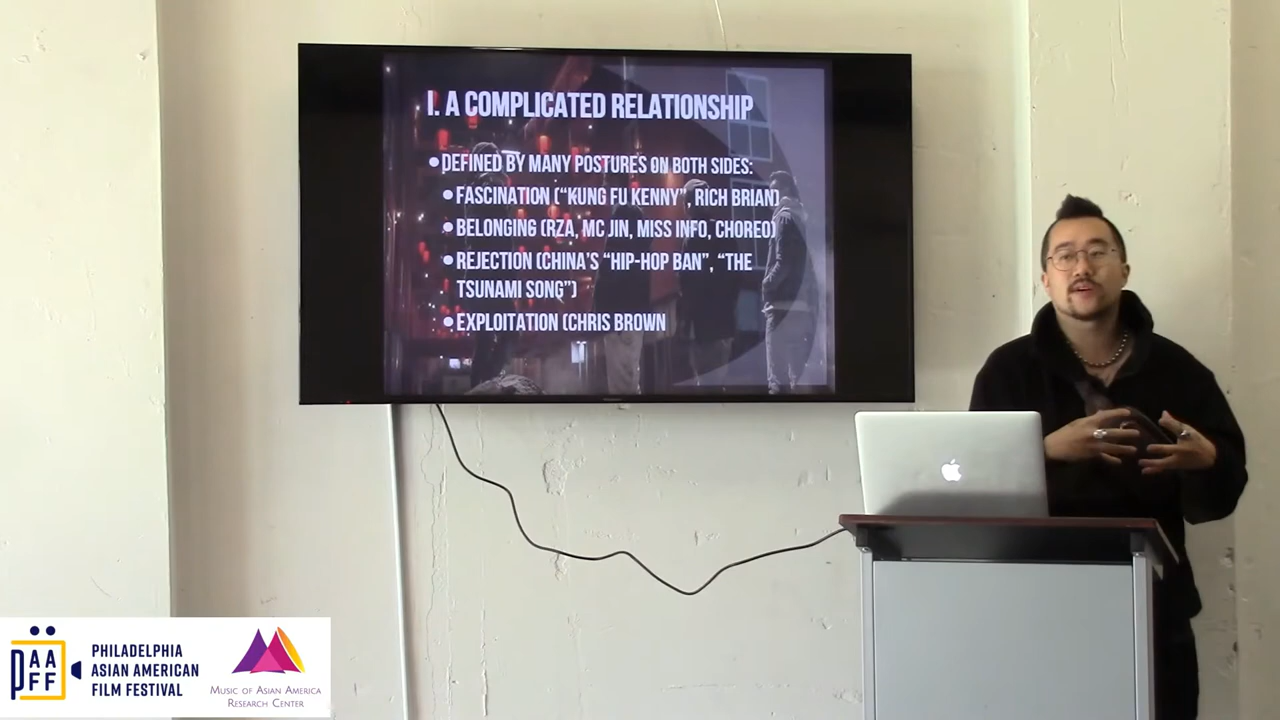 I. A COMPLICATED RELATIONSHIP
• DEFINED BY MANY POSTURES ON BOTH SIDES:
• FASCINATION (“KUNG FU KENNY”, RICH BRIAN)
• BELONGING (RZA, MC JIN, MISS INFO, CHOREO)
• REJECTION (CHINA’S “HIP-HOP BAN”, “THE
TSUNAMI SONG”)
• EXPLOITATION (CHRIS BROWN
PAAFF
PHILADELPHIA
ASIAN AMERICAN
FILM FESTIVAL
MUSIC OF ASIAN AMERICA
RESEARCH CENTER